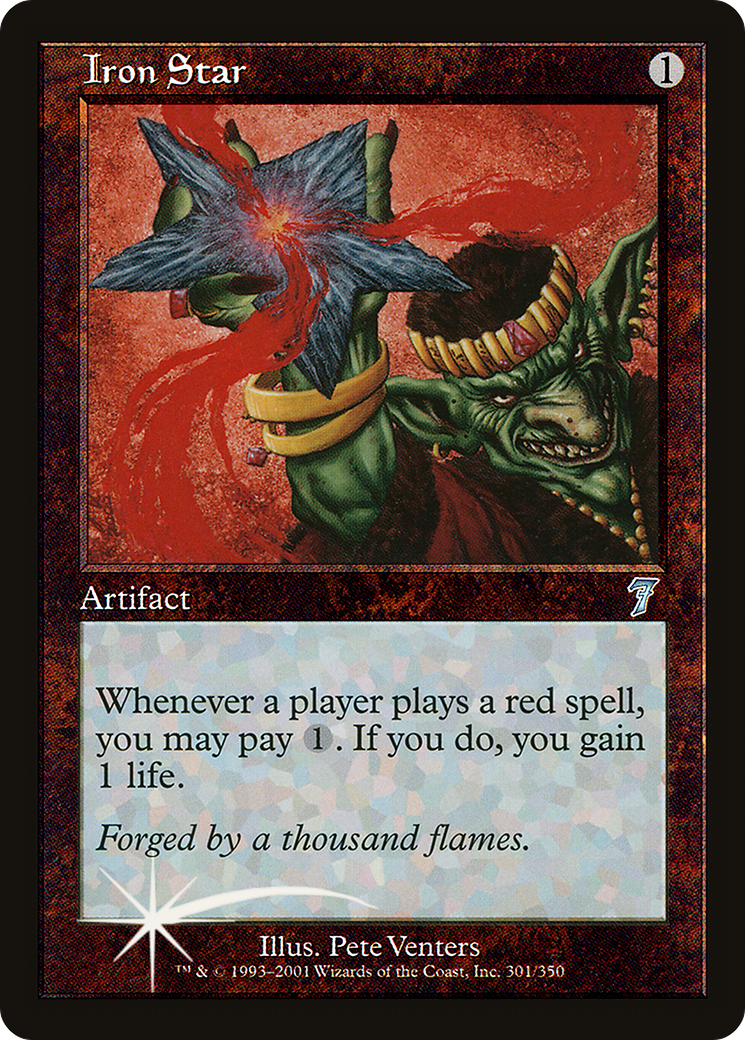 Iron Star 1
Artifact 7
Whenever a player plays a red spell,
you may pay 1. If you do, you gain
1 life.
Forged by a thousand flames.
Illus. Pete Venters
™ & © 1993–2001 Wizards of the Coast, Inc. 301/350